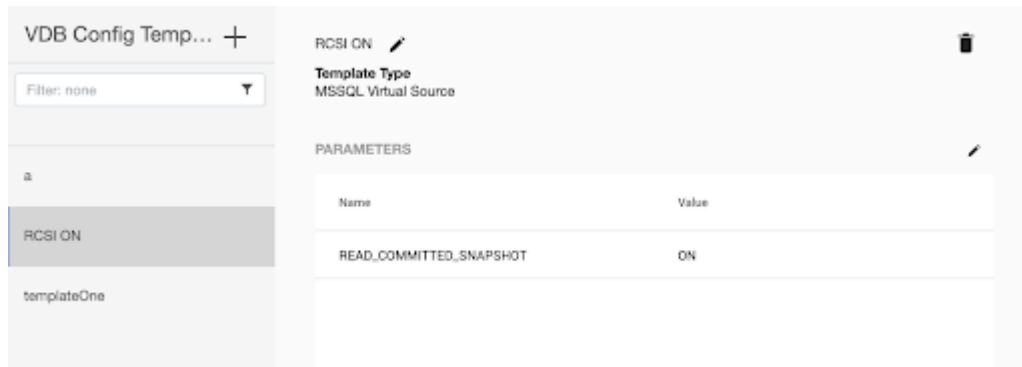 VDB Config Temp...
Filter: none
a
RCSI ON
templateOne
RCSI ON
Template Type
MSSQL Virtual Source
PARAMETERS
Name Value
READ_COMMITTED_SNAPSHOT ON